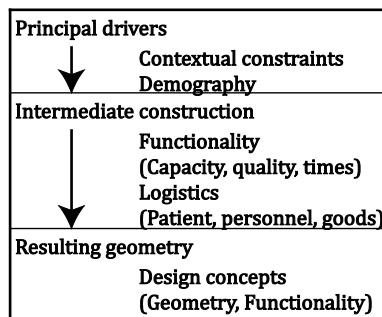 Principal drivers
Contextual constraints
Demography
Intermediate construction
Functionality
(Capacity, quality, times)
Logistics
(Patient, personnel, goods)
Resulting geometry
Design concepts
(Geometry, Functionality)